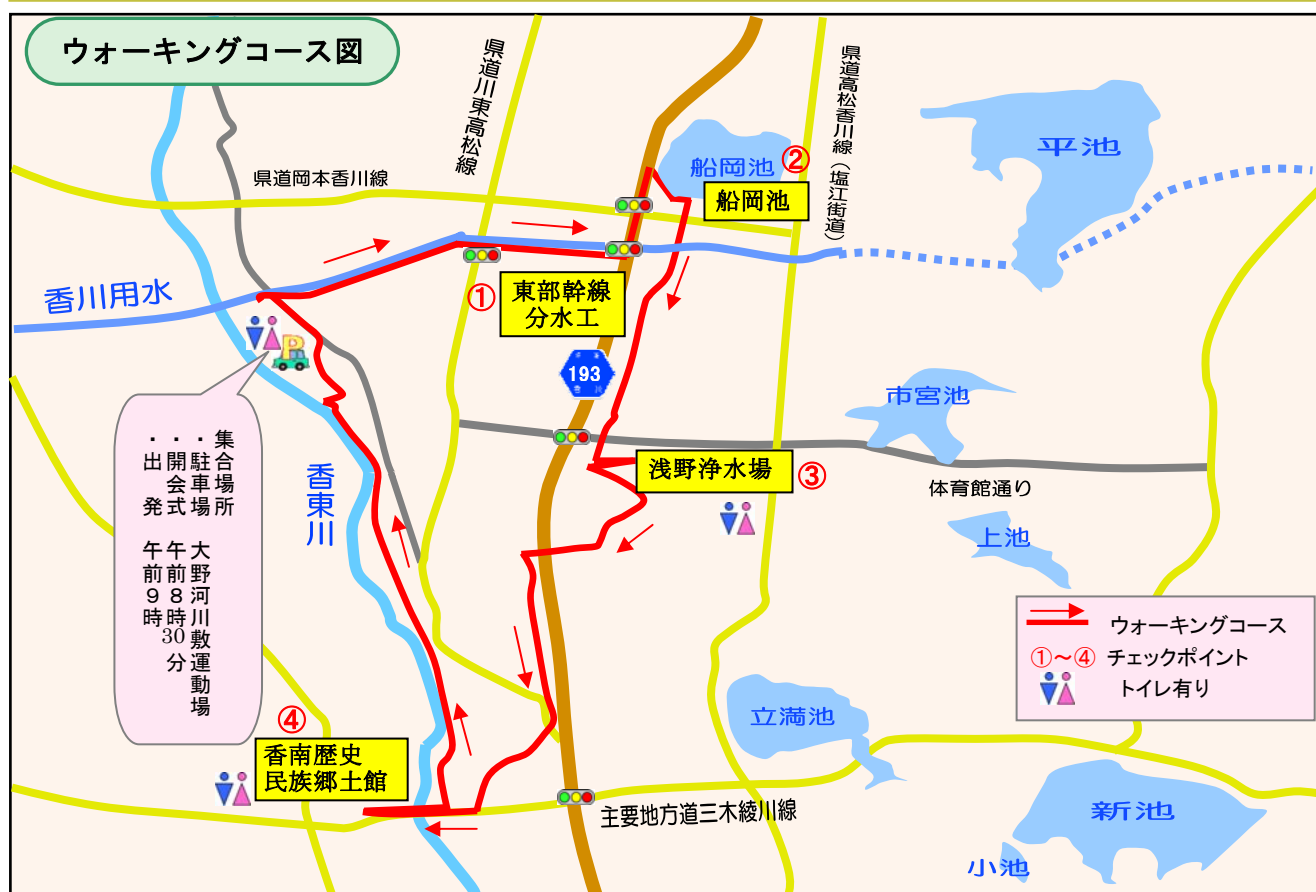 ウォーキングコース図
県道川東高松線
県道高松香川線（塩江街道）
平池
船岡池
②
船岡池
県道岡本香川線
香川用水
①
東部幹線
分水工
193
市宮池
浅野浄水場
③
体育館通り
上池
香東川
集合場所
・駐車場 大野河川敷運動場
・開会式 午前８時30分
・出 発 午前９時
ウォーキングコース
①～④ チェックポイント
トイレ有り
立満池
④
香南歴史
民族郷土館
主要地方道三木綾川線
新池
小池